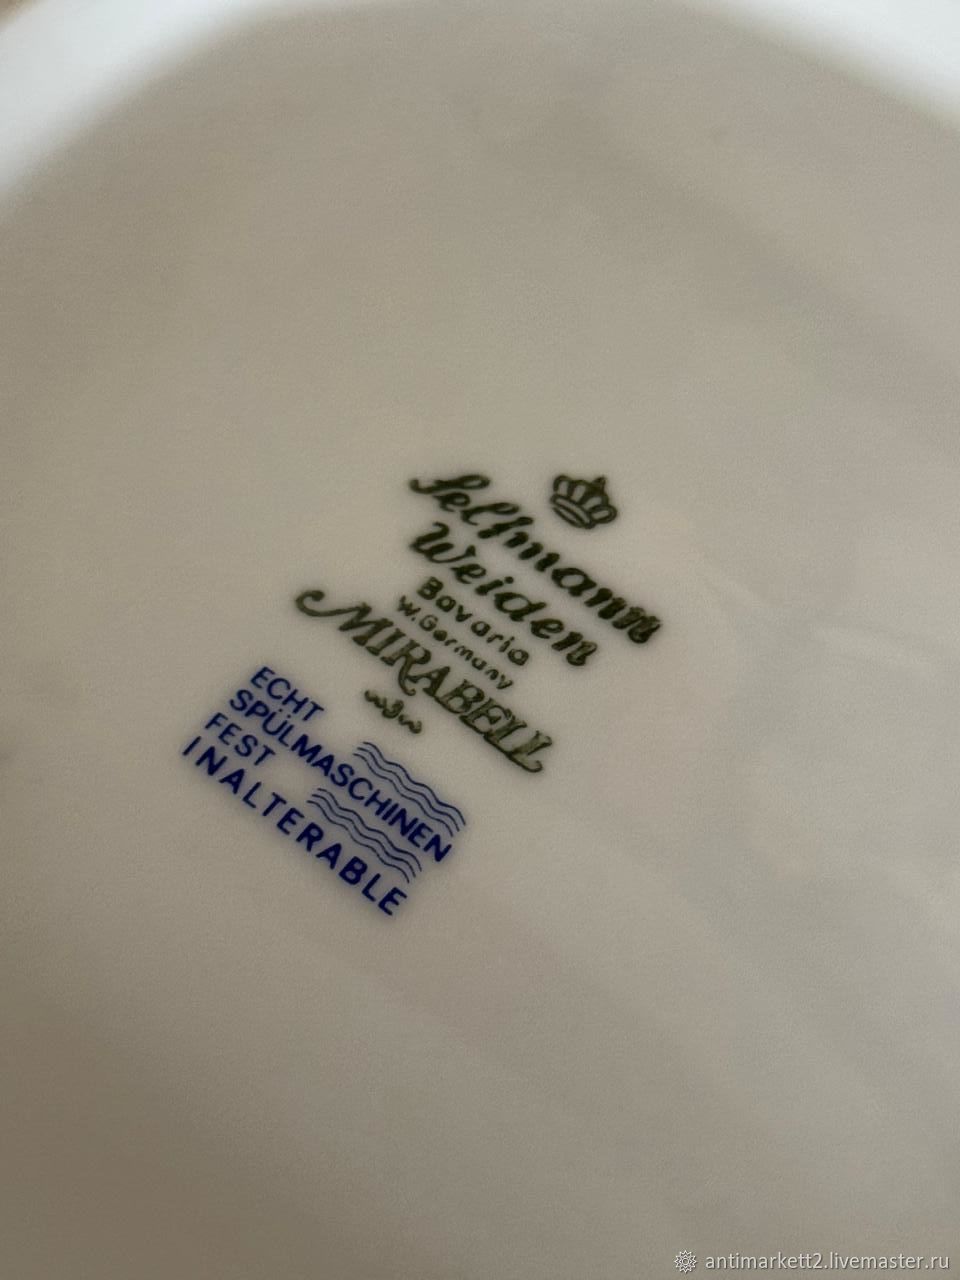 Seltmann
Weiden
Bavaria
W.Germany
MIRABELL
ECHT
SPÜLMASCHINEN
FEST
INALTERABLE
antimarkett2.livemaster.ru